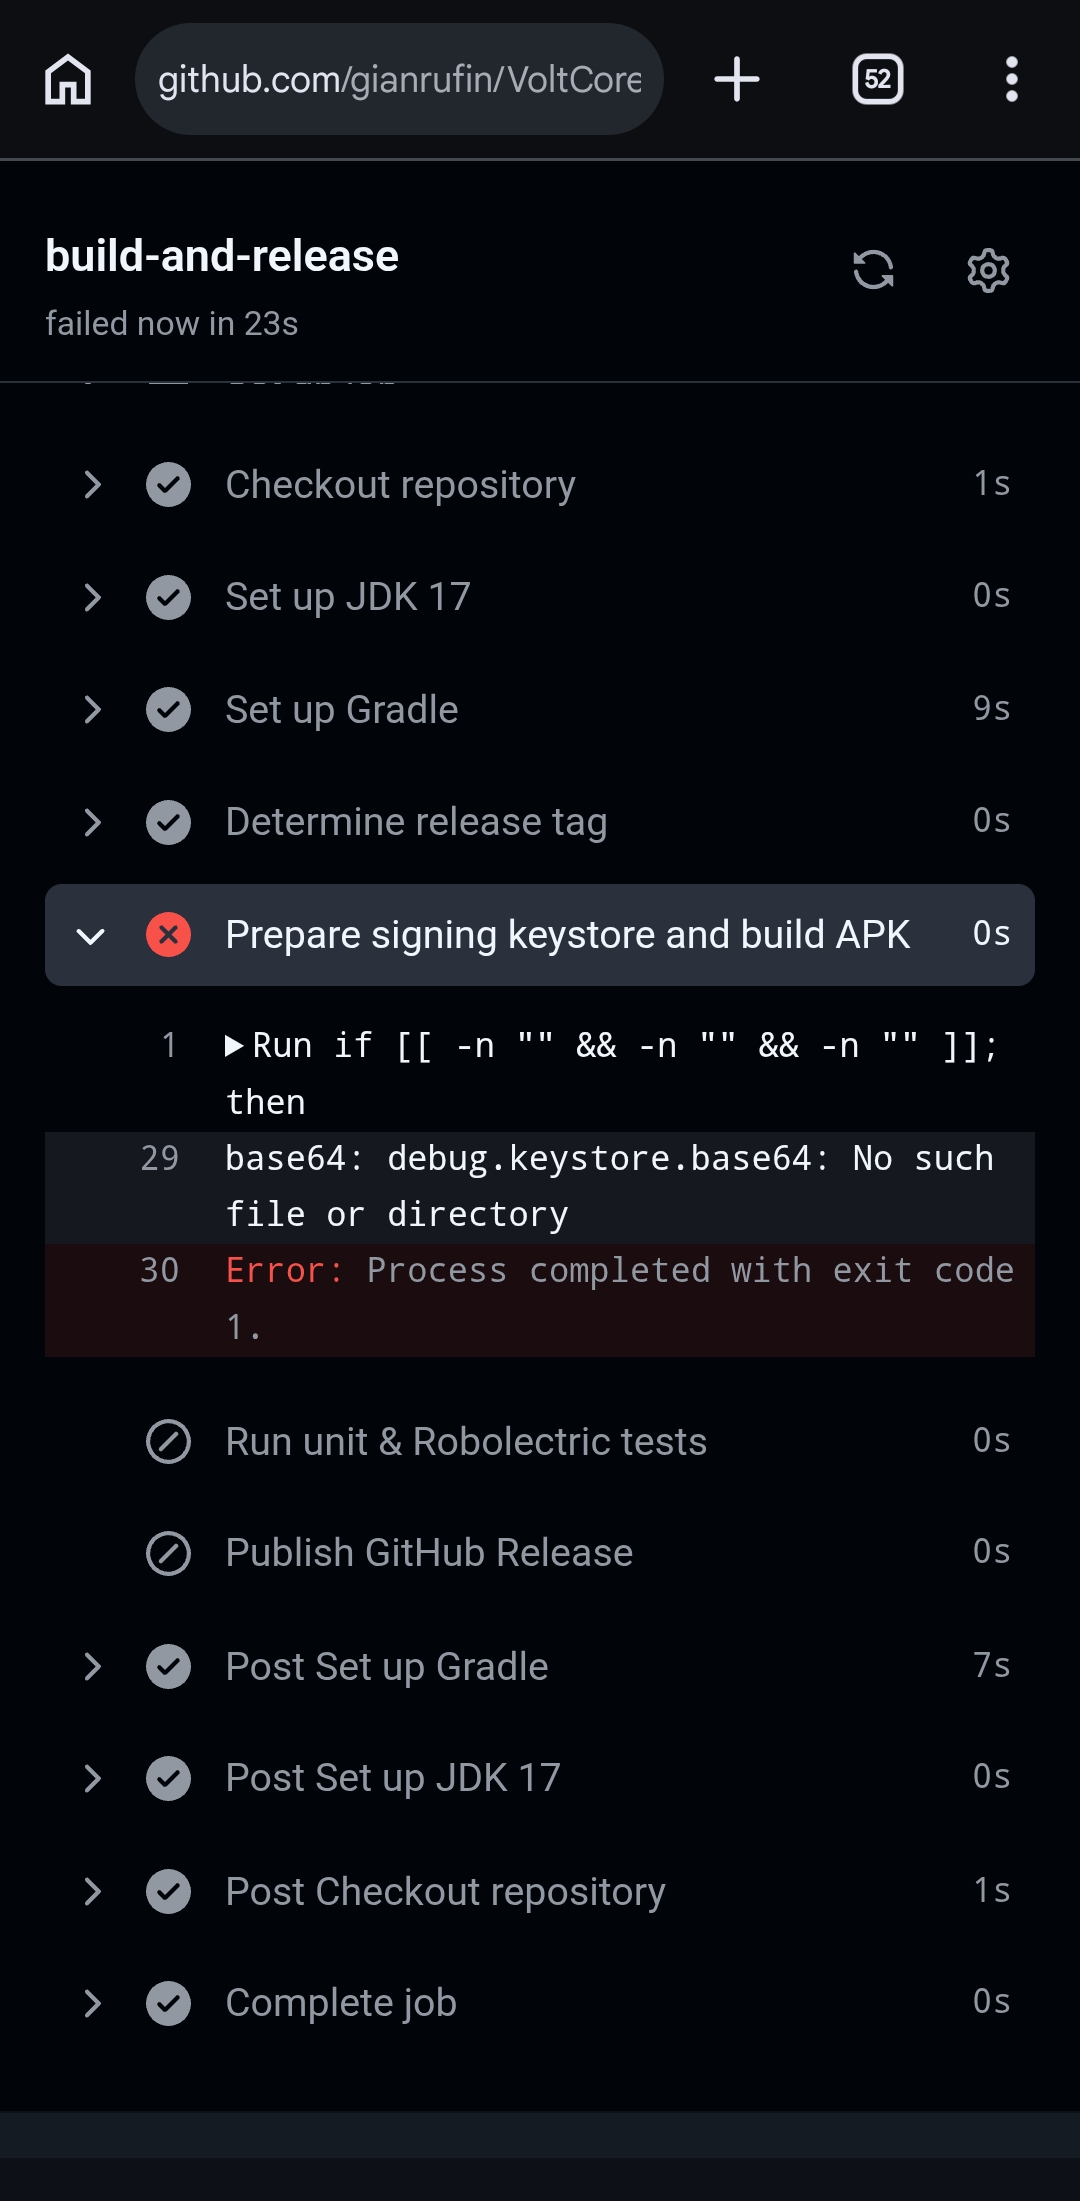 github.com/gianrufin/VoltCore
52
build-and-release
failed now in 23s
Checkout repository 1s
Set up JDK 17 0s
Set up Gradle 9s
Determine release tag 0s
Prepare signing keystore and build APK 0s
1 Run if [[ -n "" && -n "" && -n "" ]];
then
29 base64: debug.keystore.base64: No such
file or directory
30 Error: Process completed with exit code
1.
Run unit & Robolectric tests 0s
Publish GitHub Release 0s
Post Set up Gradle 7s
Post Set up JDK 17 0s
Post Checkout repository 1s
Complete job 0s